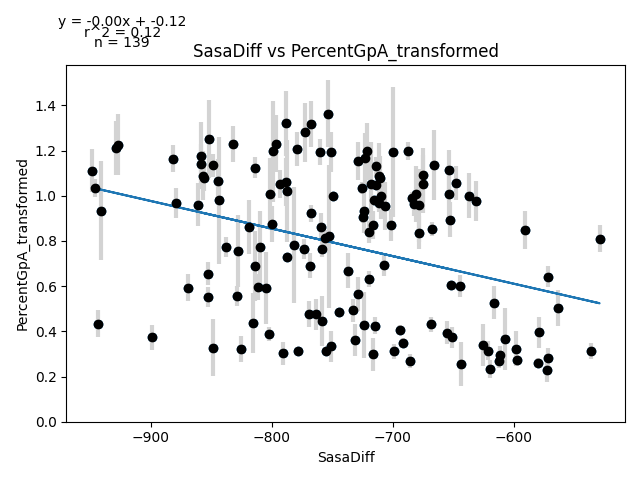 y = -0.00x + -0.12
r^2 = 0.12
n = 139
SasaDiff vs PercentGpA_transformed
PercentGpA_transformed
1.4
1.2
1.0
0.8
0.6
0.4
0.2
0.0
−900 −800 −700 −600
SasaDiff